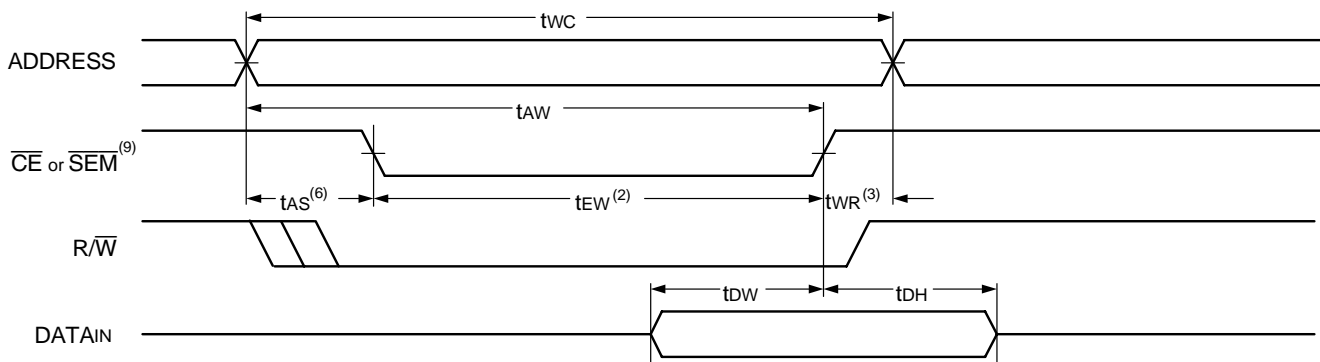 tWC
ADDRESS
tAW
CE or SEM(9)
tAS(6) tEW(2) tWR(3)
R/W
tDW tDH
DATAIN